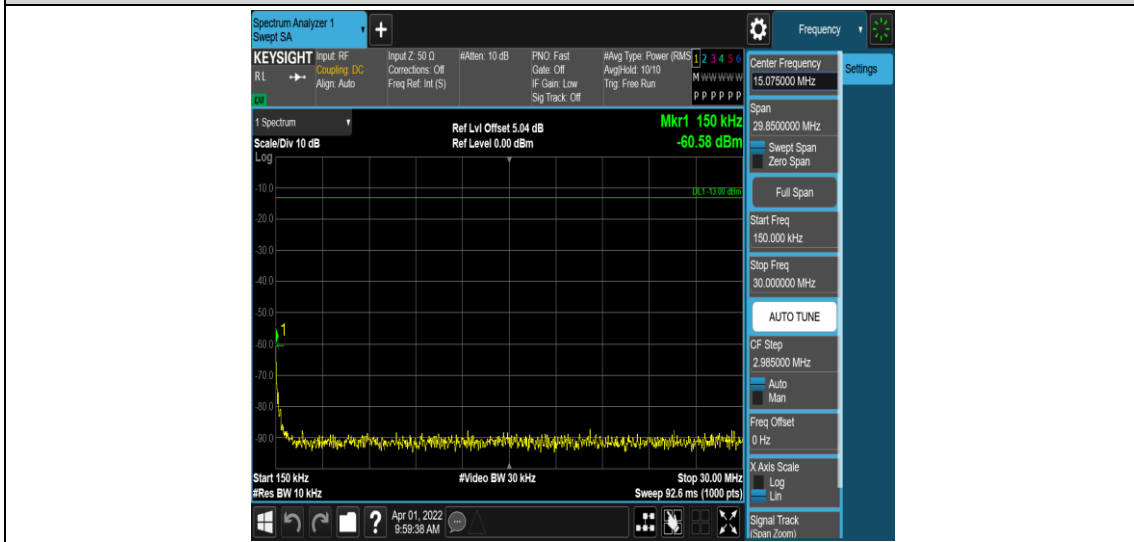 Spectrum Analyzer 1
Swept SA
+
Frequency
KEYSIGHT
RL
LXI
Input: RF
Coupling: DC
Align: Auto
Input Z: 50 Ω
Corrections: Off
Freq Ref: Int (S)
#Atten: 10 dB
PNO: Fast
Gate: Off
IF Gain: Low
Sig Track: Off
#Avg Type: Power (RMS
Avg|Hold: 10/10
Trig: Free Run
1 2 3 4 5 6
M W W W W W
P P P P P P
1 Spectrum
Scale/Div 10 dB
Log
Ref Lvl Offset 5.04 dB
Ref Level 0.00 dBm
Mkr1 150 kHz
-60.58 dBm
DL1 -13.00 dBm
-10.0
-20.0
-30.0
-40.0
-50.0
1
-60.0
-70.0
-80.0
-90.0
Start 150 kHz
#Res BW 10 kHz
#Video BW 30 kHz
Stop 30.00 MHz
Sweep 92.6 ms (1000 pts)
Center Frequency
15.075000 MHz
Settings
Span
29.8500000 MHz
Swept Span
Zero Span
Full Span
Start Freq
150.000 kHz
Stop Freq
30.000000 MHz
AUTO TUNE
CF Step
2.985000 MHz
Auto
Man
Freq Offset
0 Hz
X Axis Scale
Log
Lin
Signal Track
(Span Zoom)
?
Apr 01, 2022
9:59:38 AM